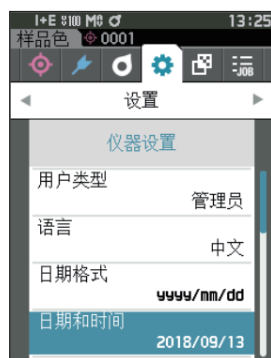 I+E M0 13:25
样品色 0001
JOB
设置
仪器设置
用户类型
管理员
语言
中文
日期格式
yyyy/mm/dd
日期和时间
2018/09/13